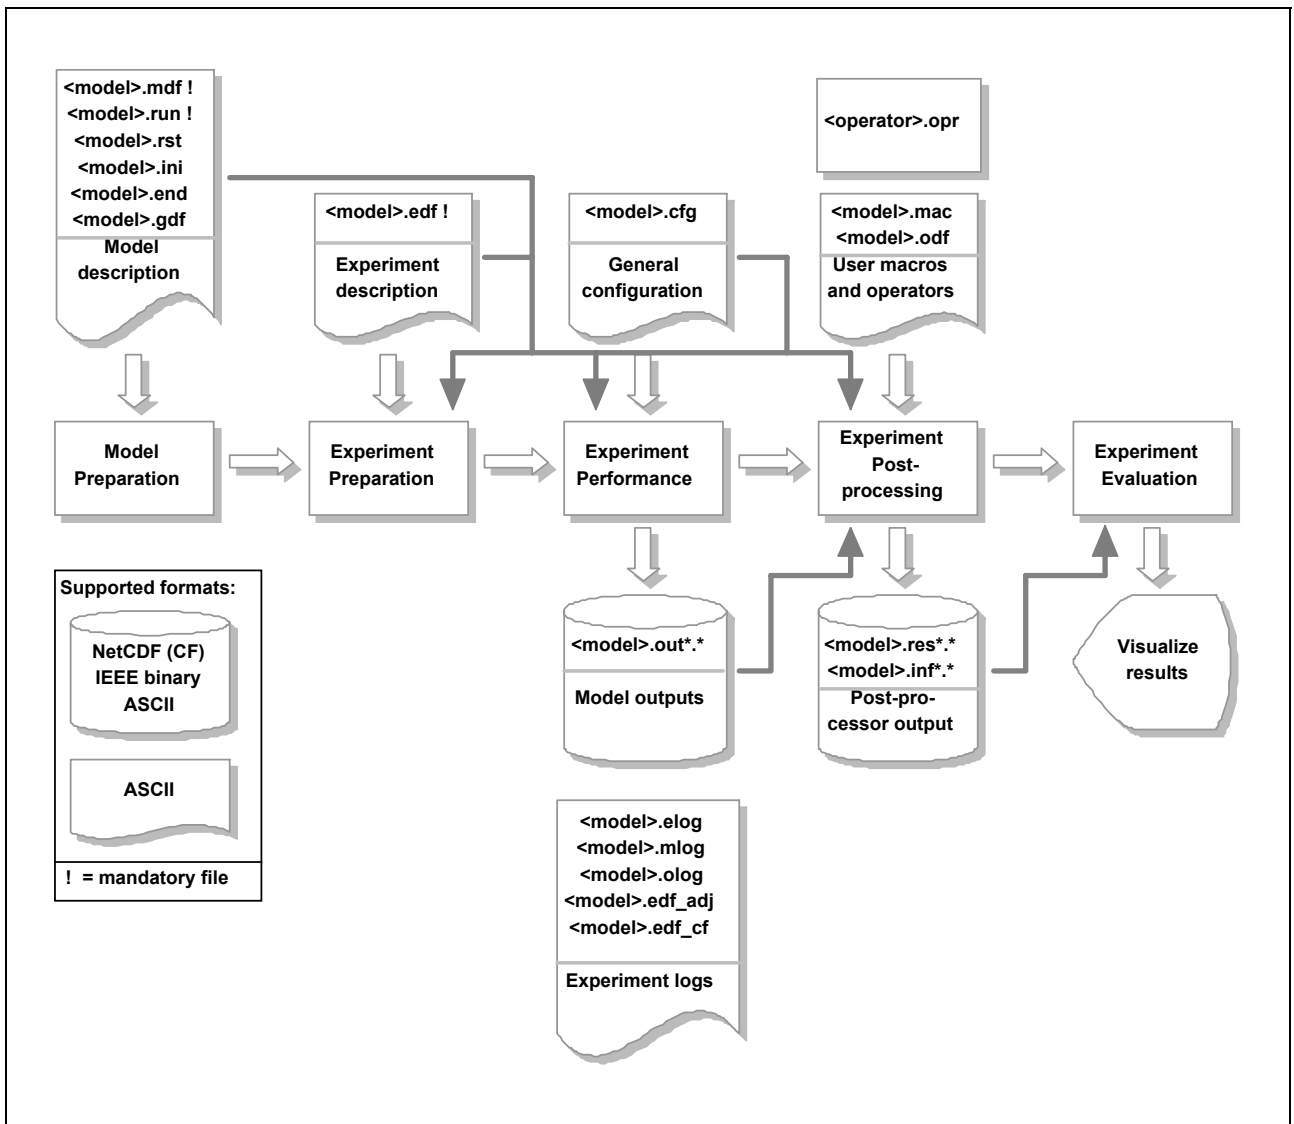 <model>.mdf !
<model>.run !
<model>.rst
<model>.ini
<model>.end
<model>.gdf
Model
description
<model>.edf !
Experiment
description
<model>.cfg
General
configuration
<operator>.opr
<model>.mac
<model>.odf
User macros
and operators
Model
Preparation
Experiment
Preparation
Experiment
Performance
Experiment
Post-
processing
Experiment
Evaluation
Supported formats:
NetCDF (CF)
IEEE binary
ASCII
ASCII
! = mandatory file
<model>.out*.*
Model outputs
<model>.res*.*
<model>.inf*.*
Post-pro-
cessor output
Visualize
results
<model>.elog
<model>.mlog
<model>.olog
<model>.edf_adj
<model>.edf_cf
Experiment logs